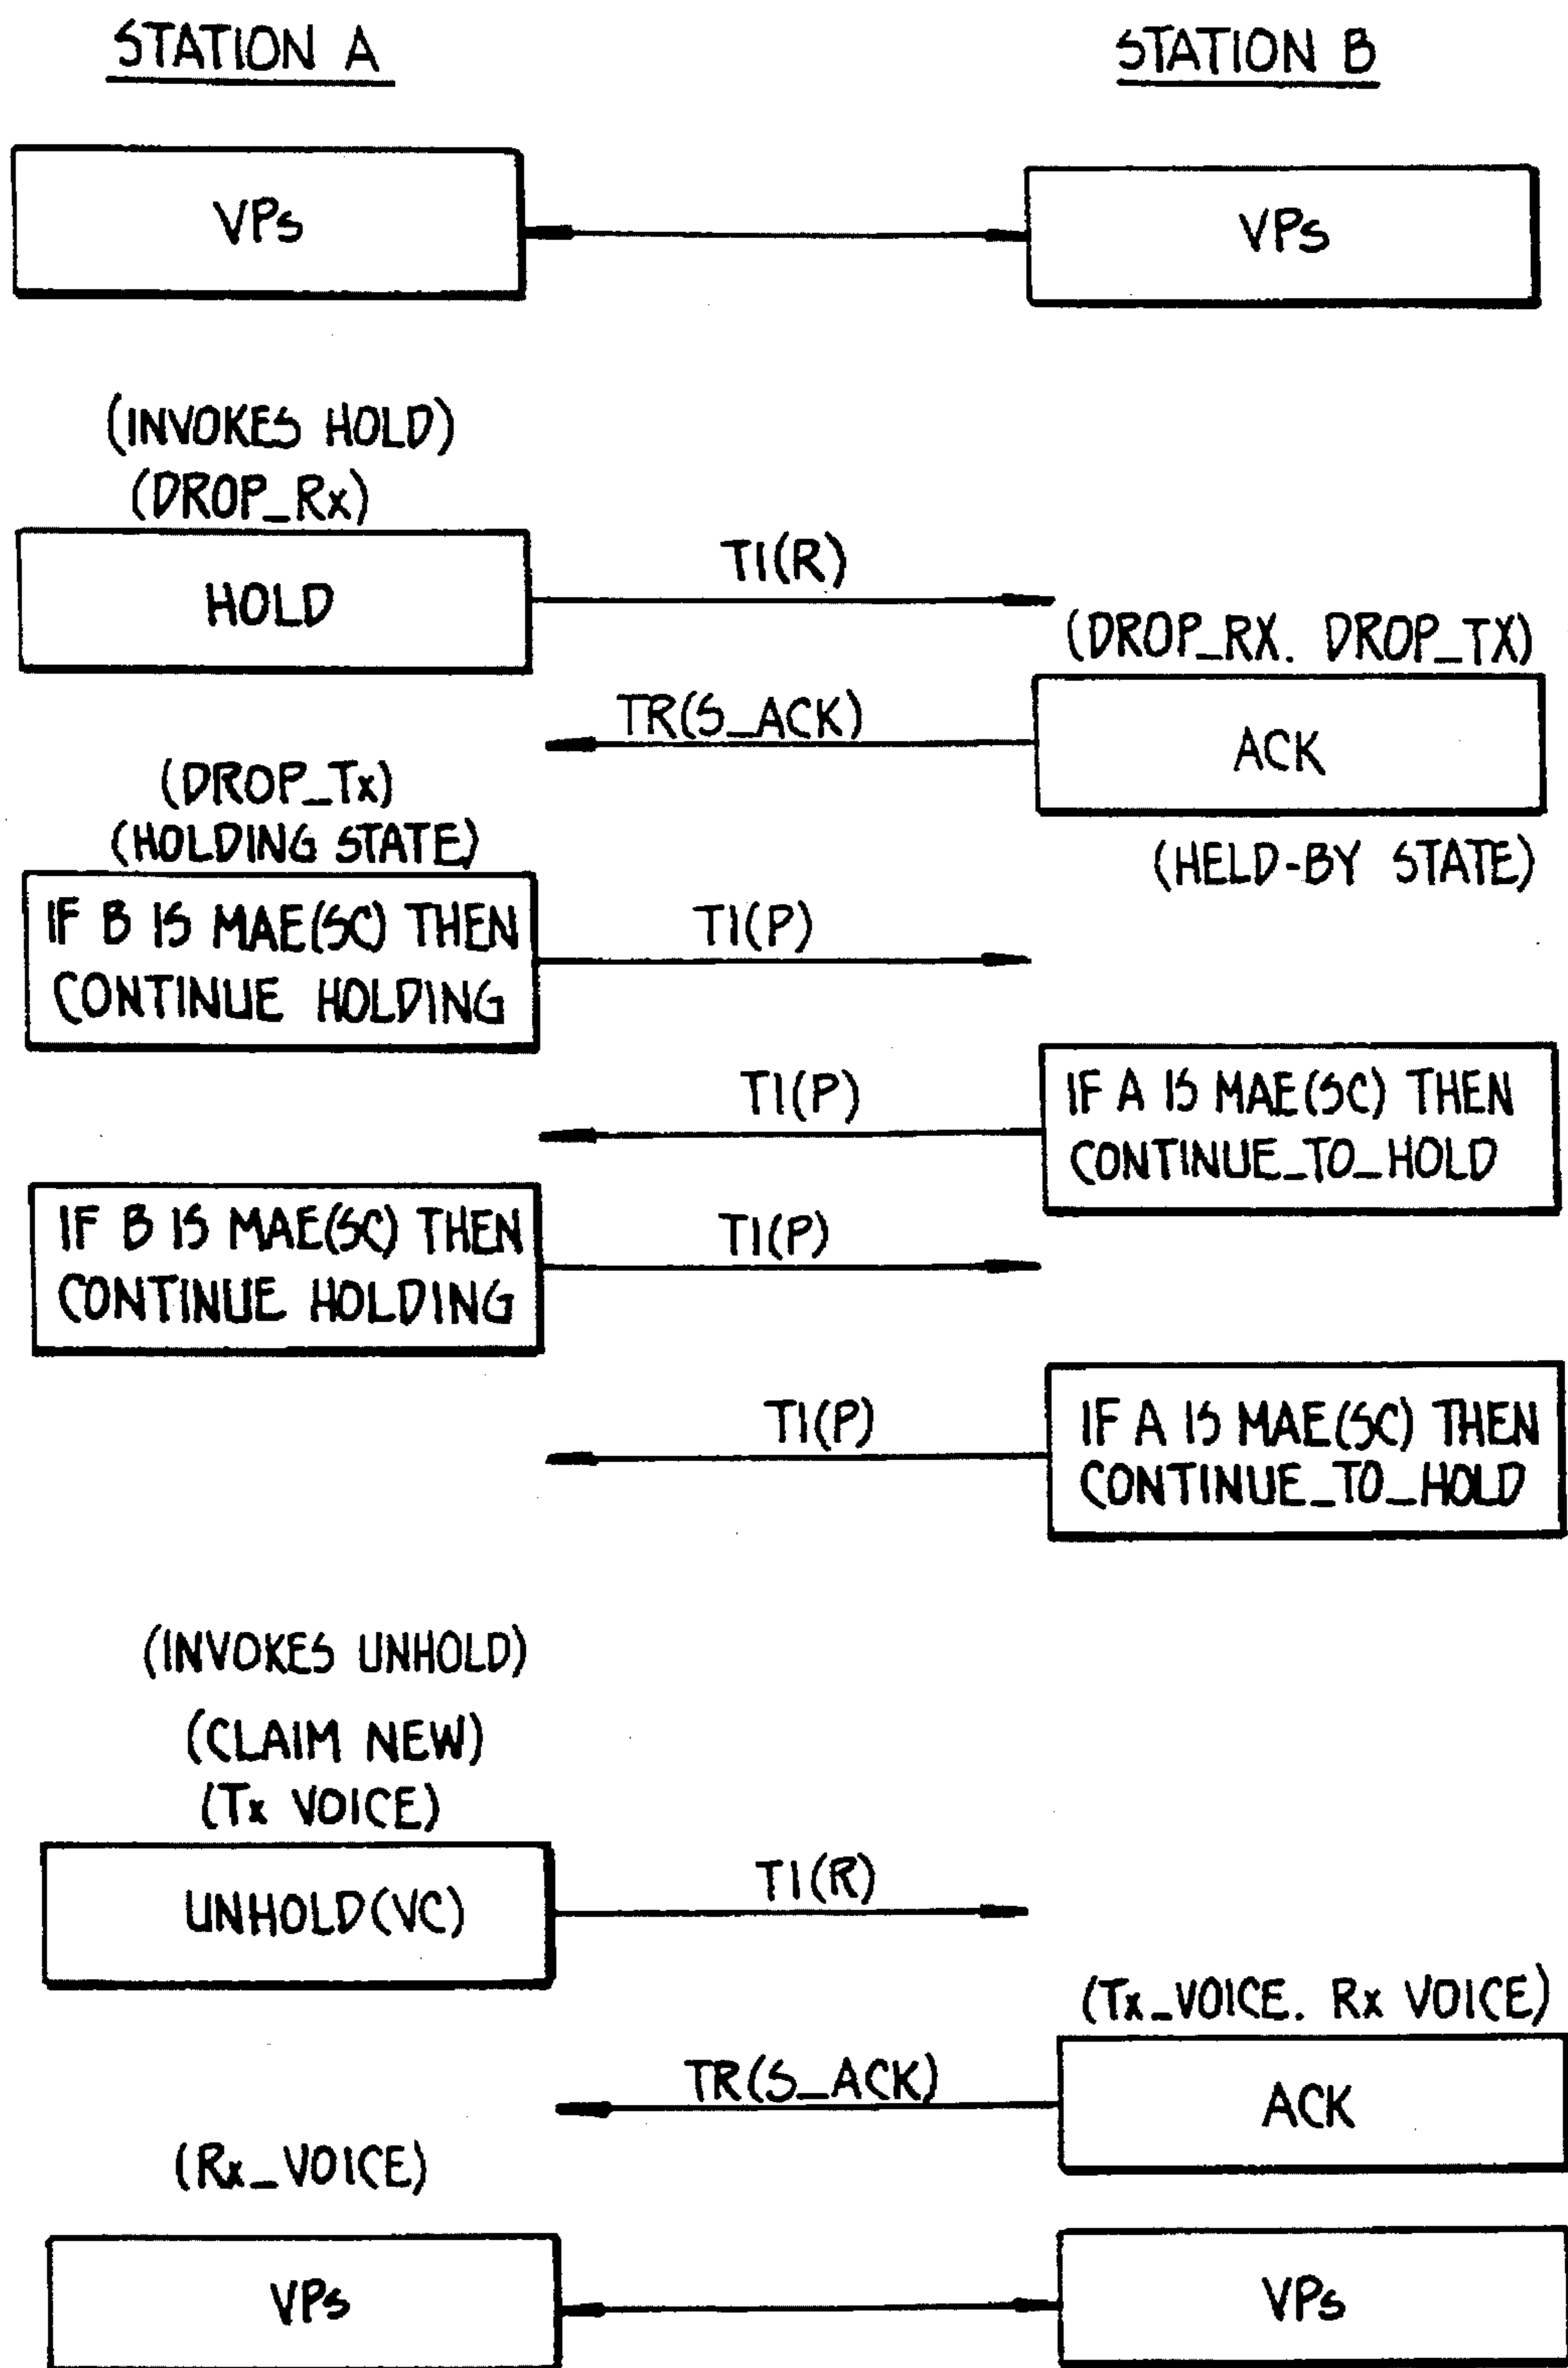 STATION A
STATION B
VPs
VPs
(INVOKES HOLD)
(DROP_Rx)
HOLD
TI(R)
(DROP_RX. DROP_TX)
TR(S_ACK)
ACK
(DROP_Tx)
(HOLDING STATE)
(HELD-BY STATE)
IF B IS MAE(SC) THEN
CONTINUE HOLDING
TI(P)
TI(P)
IF A IS MAE(SC) THEN
CONTINUE_TO_HOLD
IF B IS MAE(SC) THEN
CONTINUE HOLDING
TI(P)
TI(P)
IF A IS MAE(SC) THEN
CONTINUE_TO_HOLD
(INVOKES UNHOLD)
(CLAIM NEW)
(Tx VOICE)
UNHOLD(VC)
TI(R)
(Tx_VOICE. Rx VOICE)
TR(S_ACK)
ACK
(Rx_VOICE)
VPs
VPs